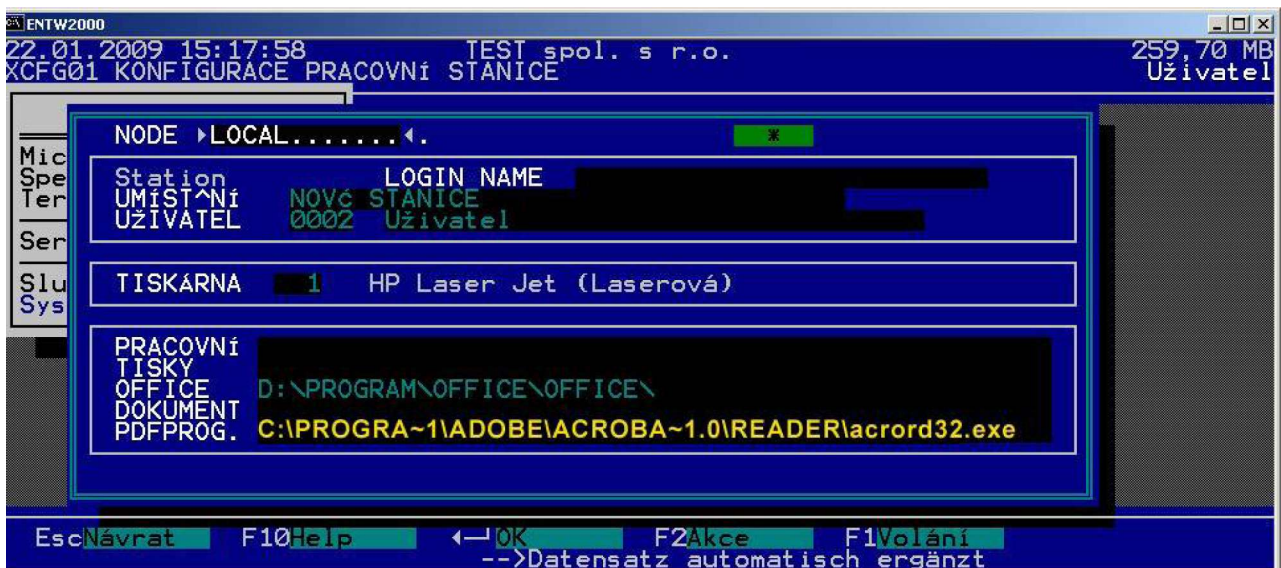 ENTW2000
22.01.2009 15:17:58 TEST spol. s r.o. 259,70 MB
XCFG01 KONFIGURACE PRACOVNÍ STANICE Uživatel
NODE ▸LOCAL.......◂. *
Mic
Spe
Ter
Ser
Slu
Sys
Station LOGIN NAME
UMÍST^NÍ NOVć STANICE
UŽIVATEL 0002 Uživatel
TISKÁRNA 1 HP Laser Jet (Laserová)
PRACOVNÍ
TISKY
OFFICE D:\PROGRAM\OFFICE\OFFICE\
DOKUMENT
PDFPROG. C:\PROGRA~1\ADOBE\ACROBA~1.0\READER\acrord32.exe
EscNávrat F10Help ◄─┘OK F2Akce F1Volání
-->Datensatz automatisch ergänzt